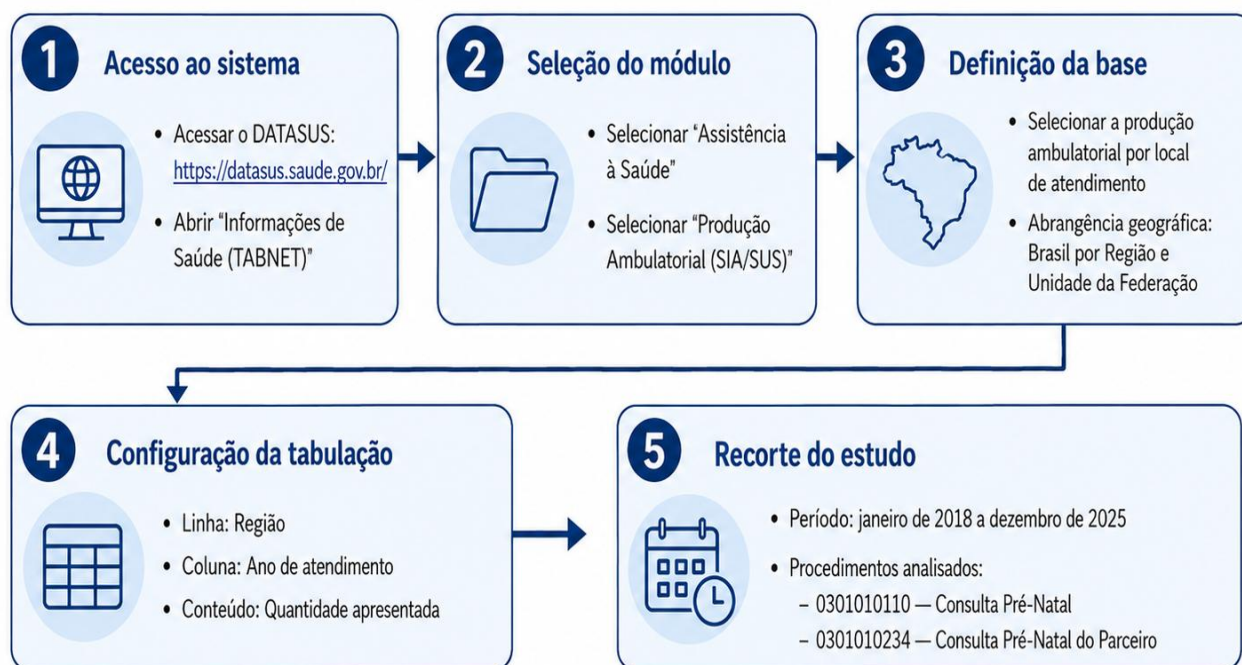 1 Acesso ao sistema
• Acessar o DATASUS:
https://datasus.saude.gov.br/
• Abrir “Informações de
Saúde (TABNET)”
2 Seleção do módulo
• Selecionar “Assistência
à Saúde”
• Selecionar “Produção
Ambulatorial (SIA/SUS)”
3 Definição da base
• Selecionar a produção
ambulatorial por local
de atendimento
• Abrangência geográfica:
Brasil por Região e
Unidade da Federação
4 Configuração da tabulação
• Linha: Região
• Coluna: Ano de atendimento
• Conteúdo: Quantidade apresentada
5 Recorte do estudo
• Período: janeiro de 2018 a dezembro de 2025
• Procedimentos analisados:
– 0301010110 — Consulta Pré-Natal
– 0301010234 — Consulta Pré-Natal do Parceiro